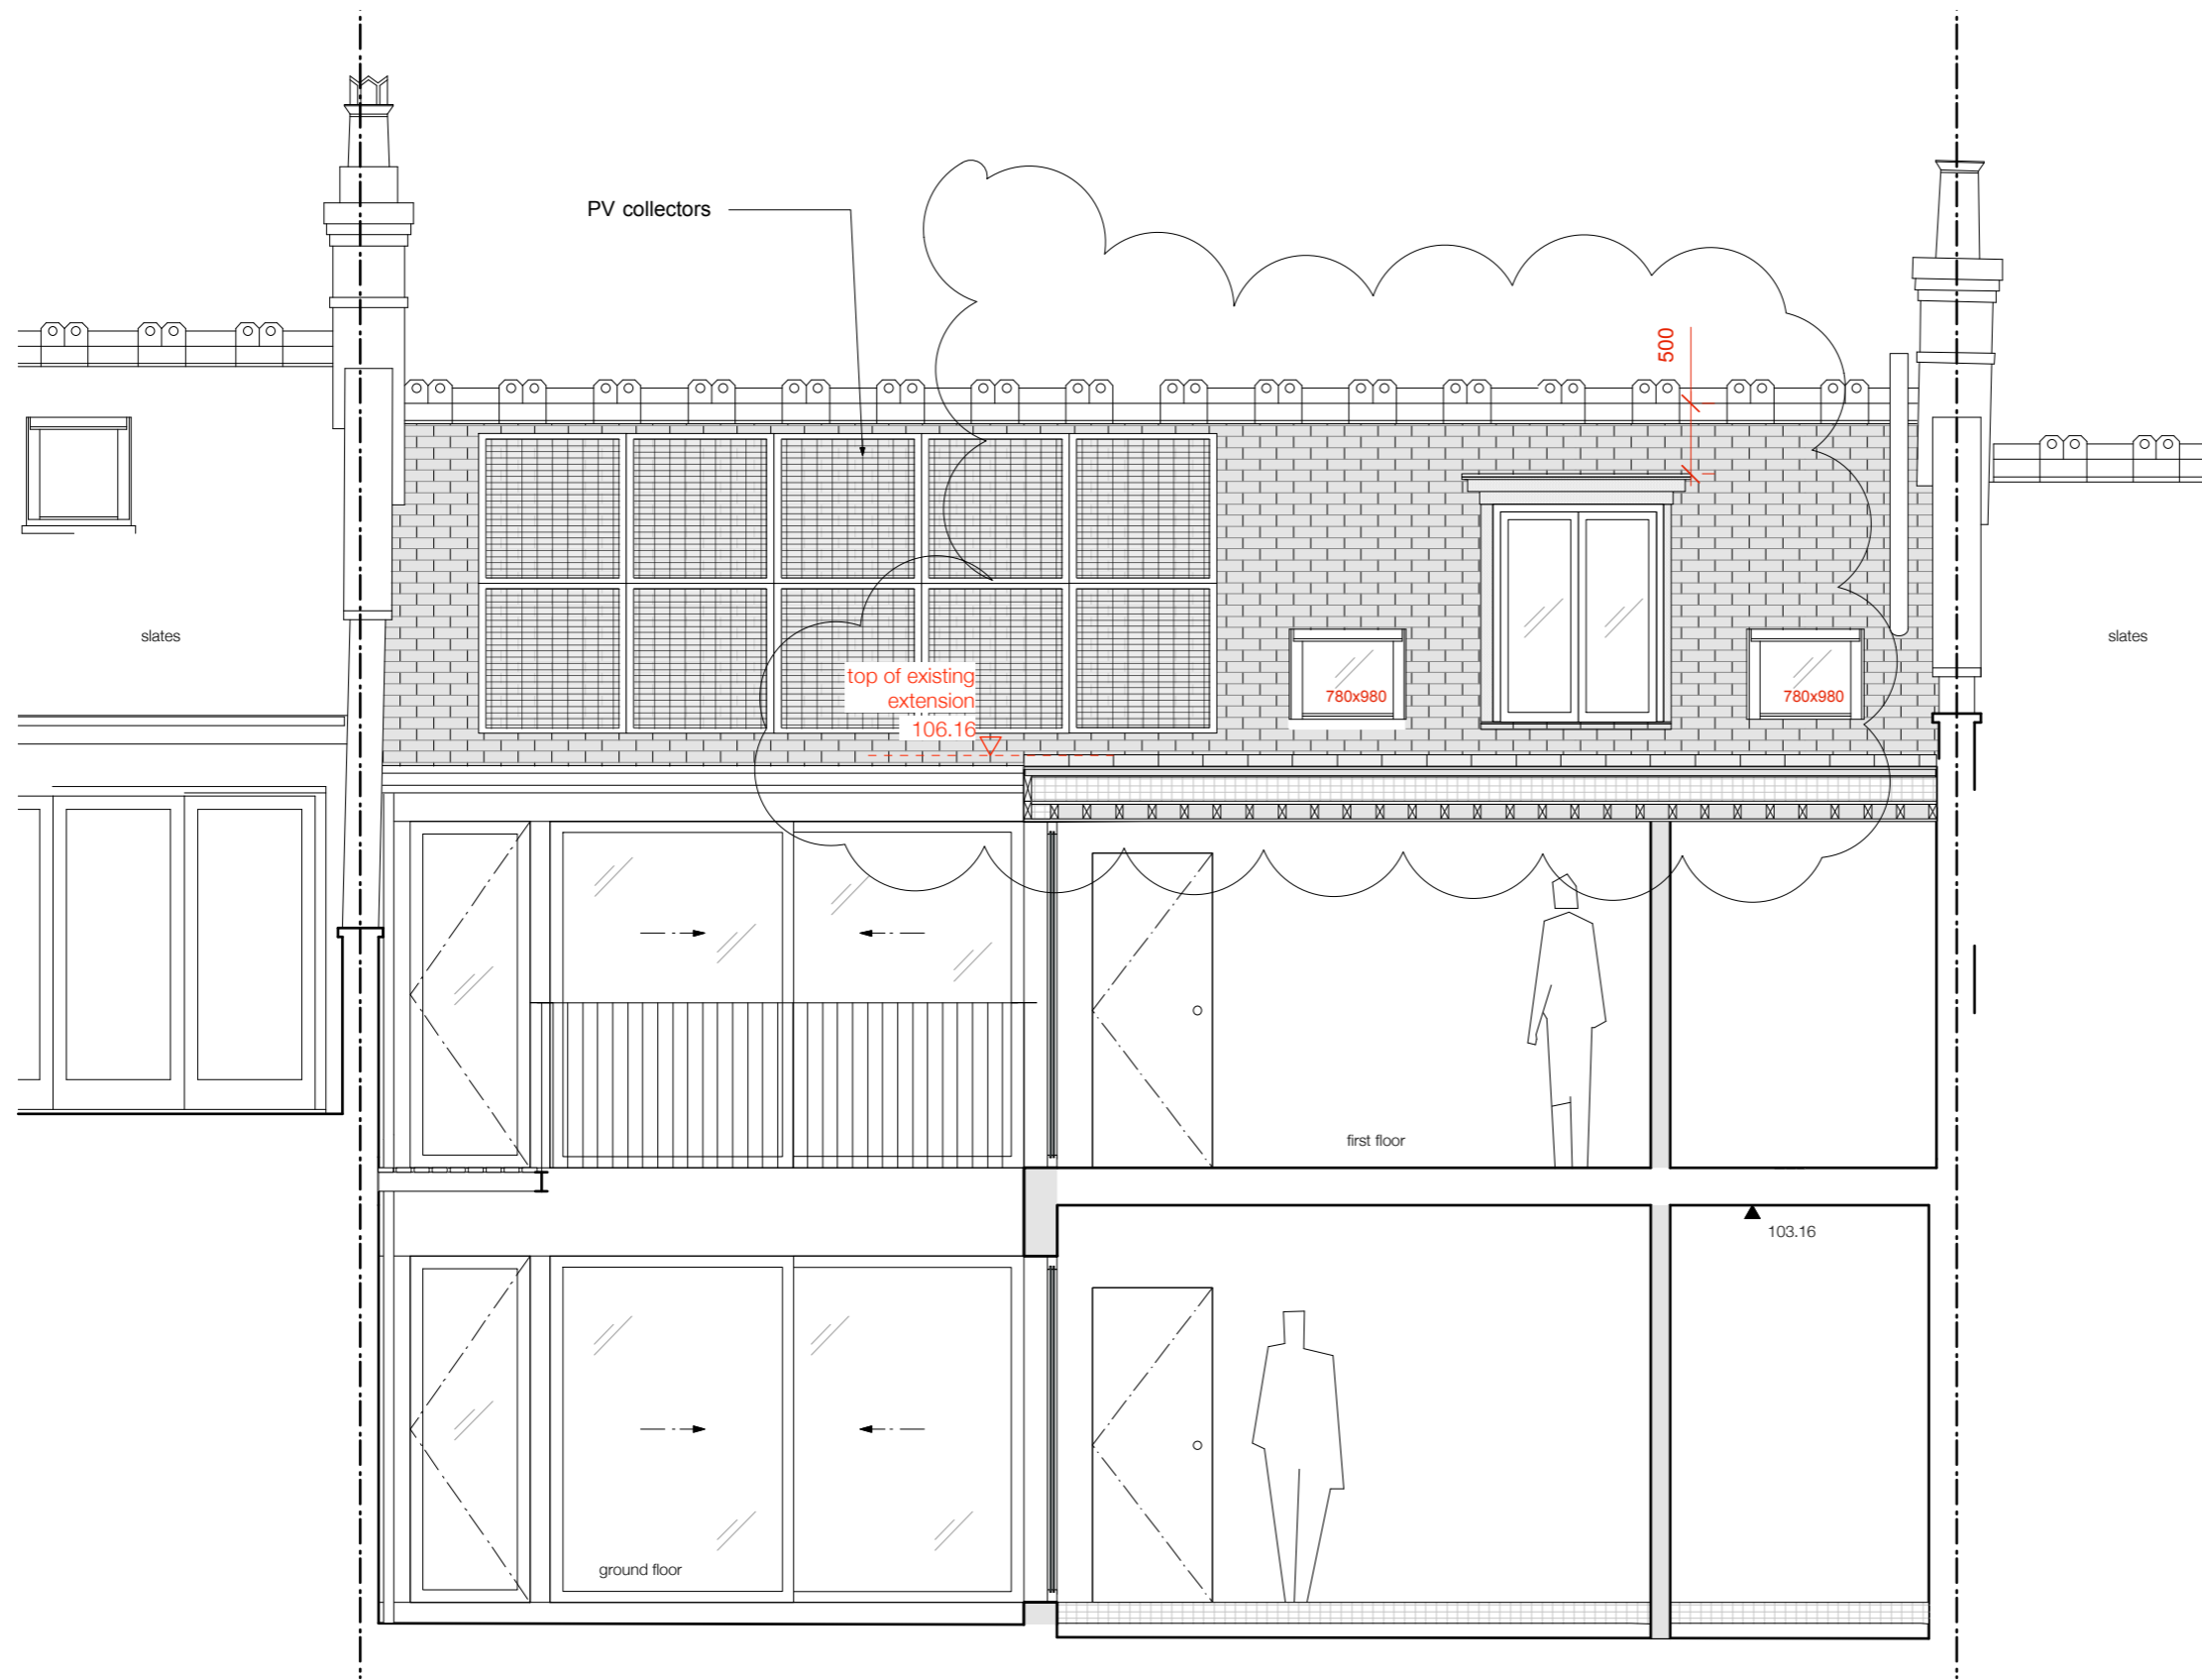 PV collectors
500
slates
slates
top of existing
extension
106.16
780x980
780x980
first floor
103.16
ground floor